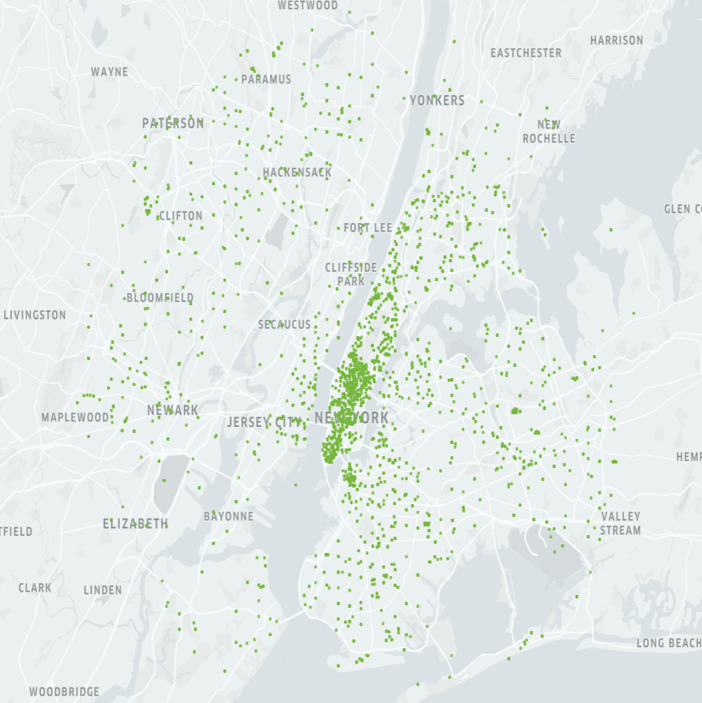 WESTWOOD
HARRISON
EASTCHESTER
WAYNE
PARAMUS
YONKERS
PATERSON
NEW
ROCHELLE
HACKENSACK
GLEN CO
CLIFTON
FORT LEE
CLIFFSIDE
PARK
BLOOMFIELD
LIVINGSTON
SECAUCUS
NEWARK
MAPLEWOOD
JERSEY CITY
NEW YORK
HEMP
BAYONNE
VALLEY
STREAM
ELIZABETH
TFIELD
CLARK
LINDEN
LONG BEACH
WOODBRIDGE